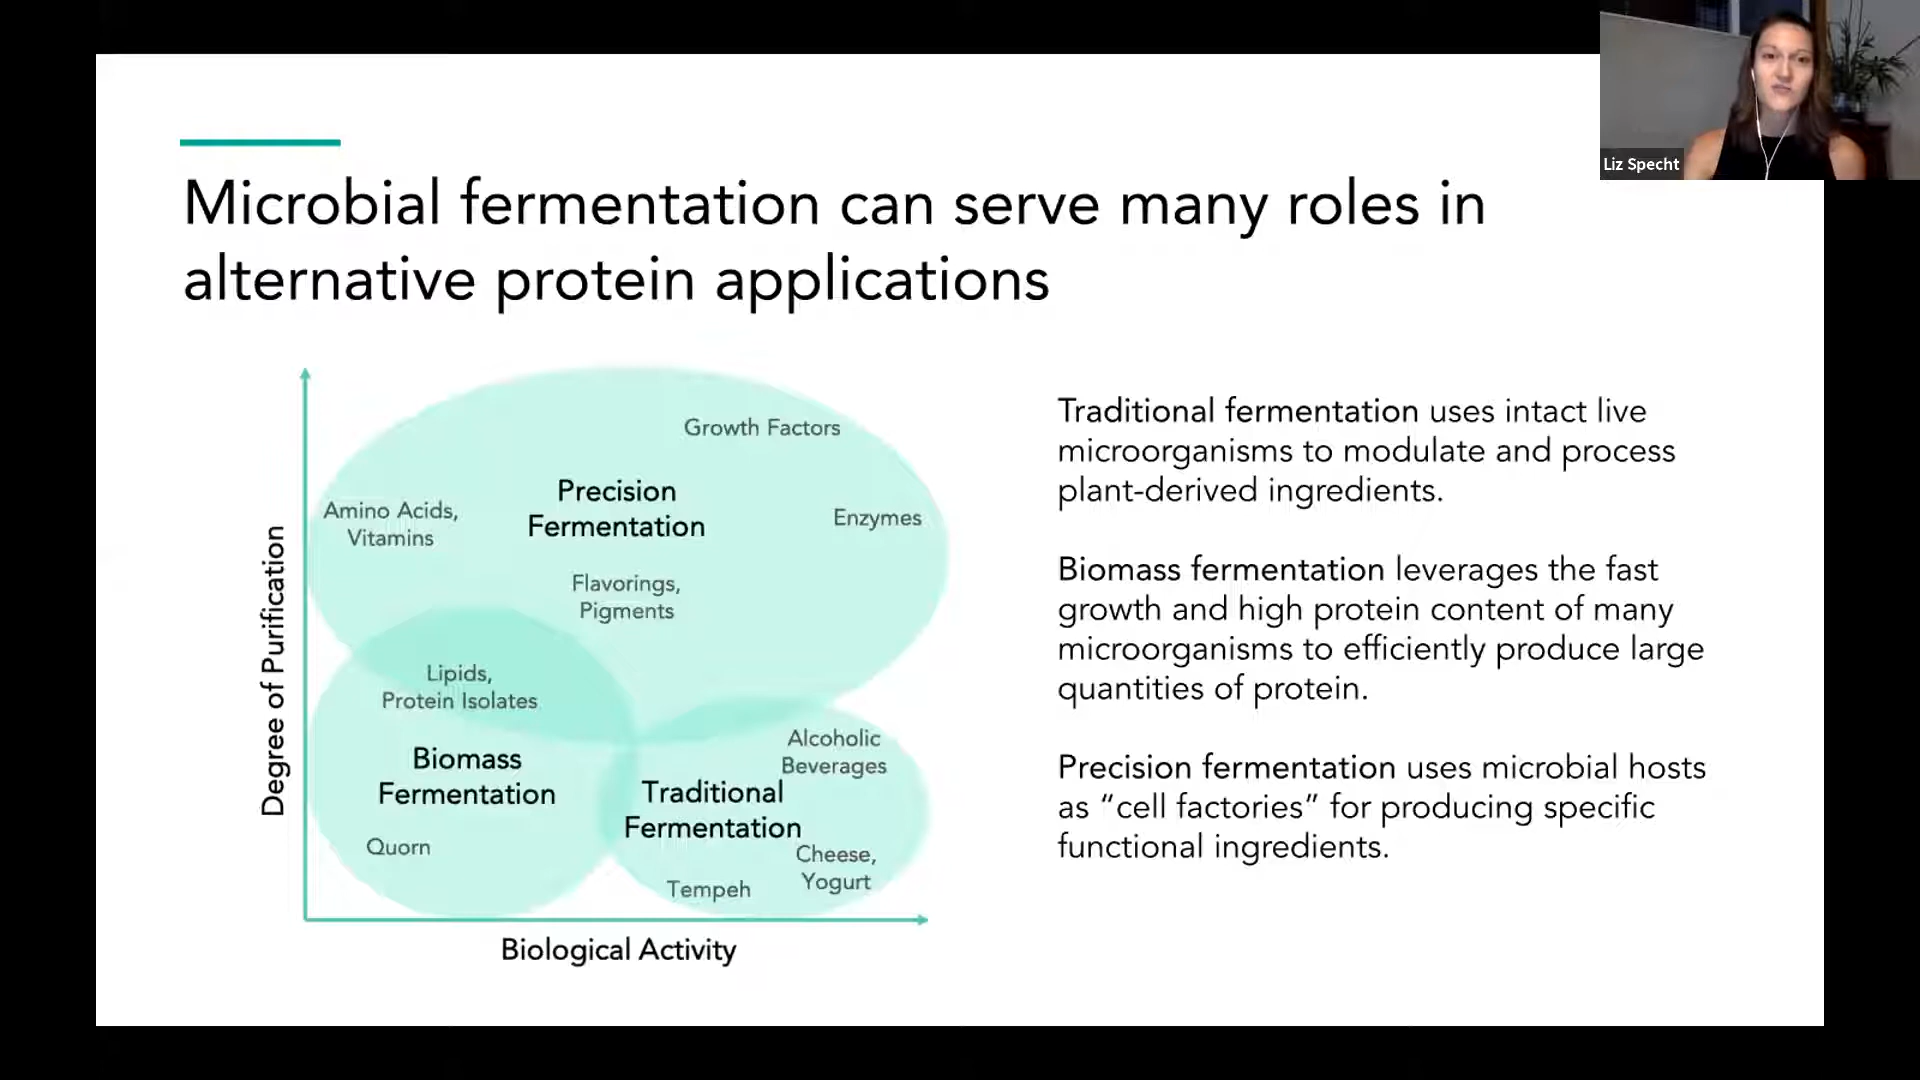 Liz Specht
Microbial fermentation can serve many roles in
alternative protein applications
Degree of Purification
Growth Factors
Precision
Fermentation
Amino Acids,
Vitamins
Enzymes
Flavorings,
Pigments
Lipids,
Protein Isolates
Biomass
Fermentation
Quorn
Alcoholic
Beverages
Traditional
Fermentation
Cheese,
Yogurt
Tempeh
Biological Activity
Traditional fermentation uses intact live
microorganisms to modulate and process
plant-derived ingredients.
Biomass fermentation leverages the fast
growth and high protein content of many
microorganisms to efficiently produce large
quantities of protein.
Precision fermentation uses microbial hosts
as “cell factories” for producing specific
functional ingredients.